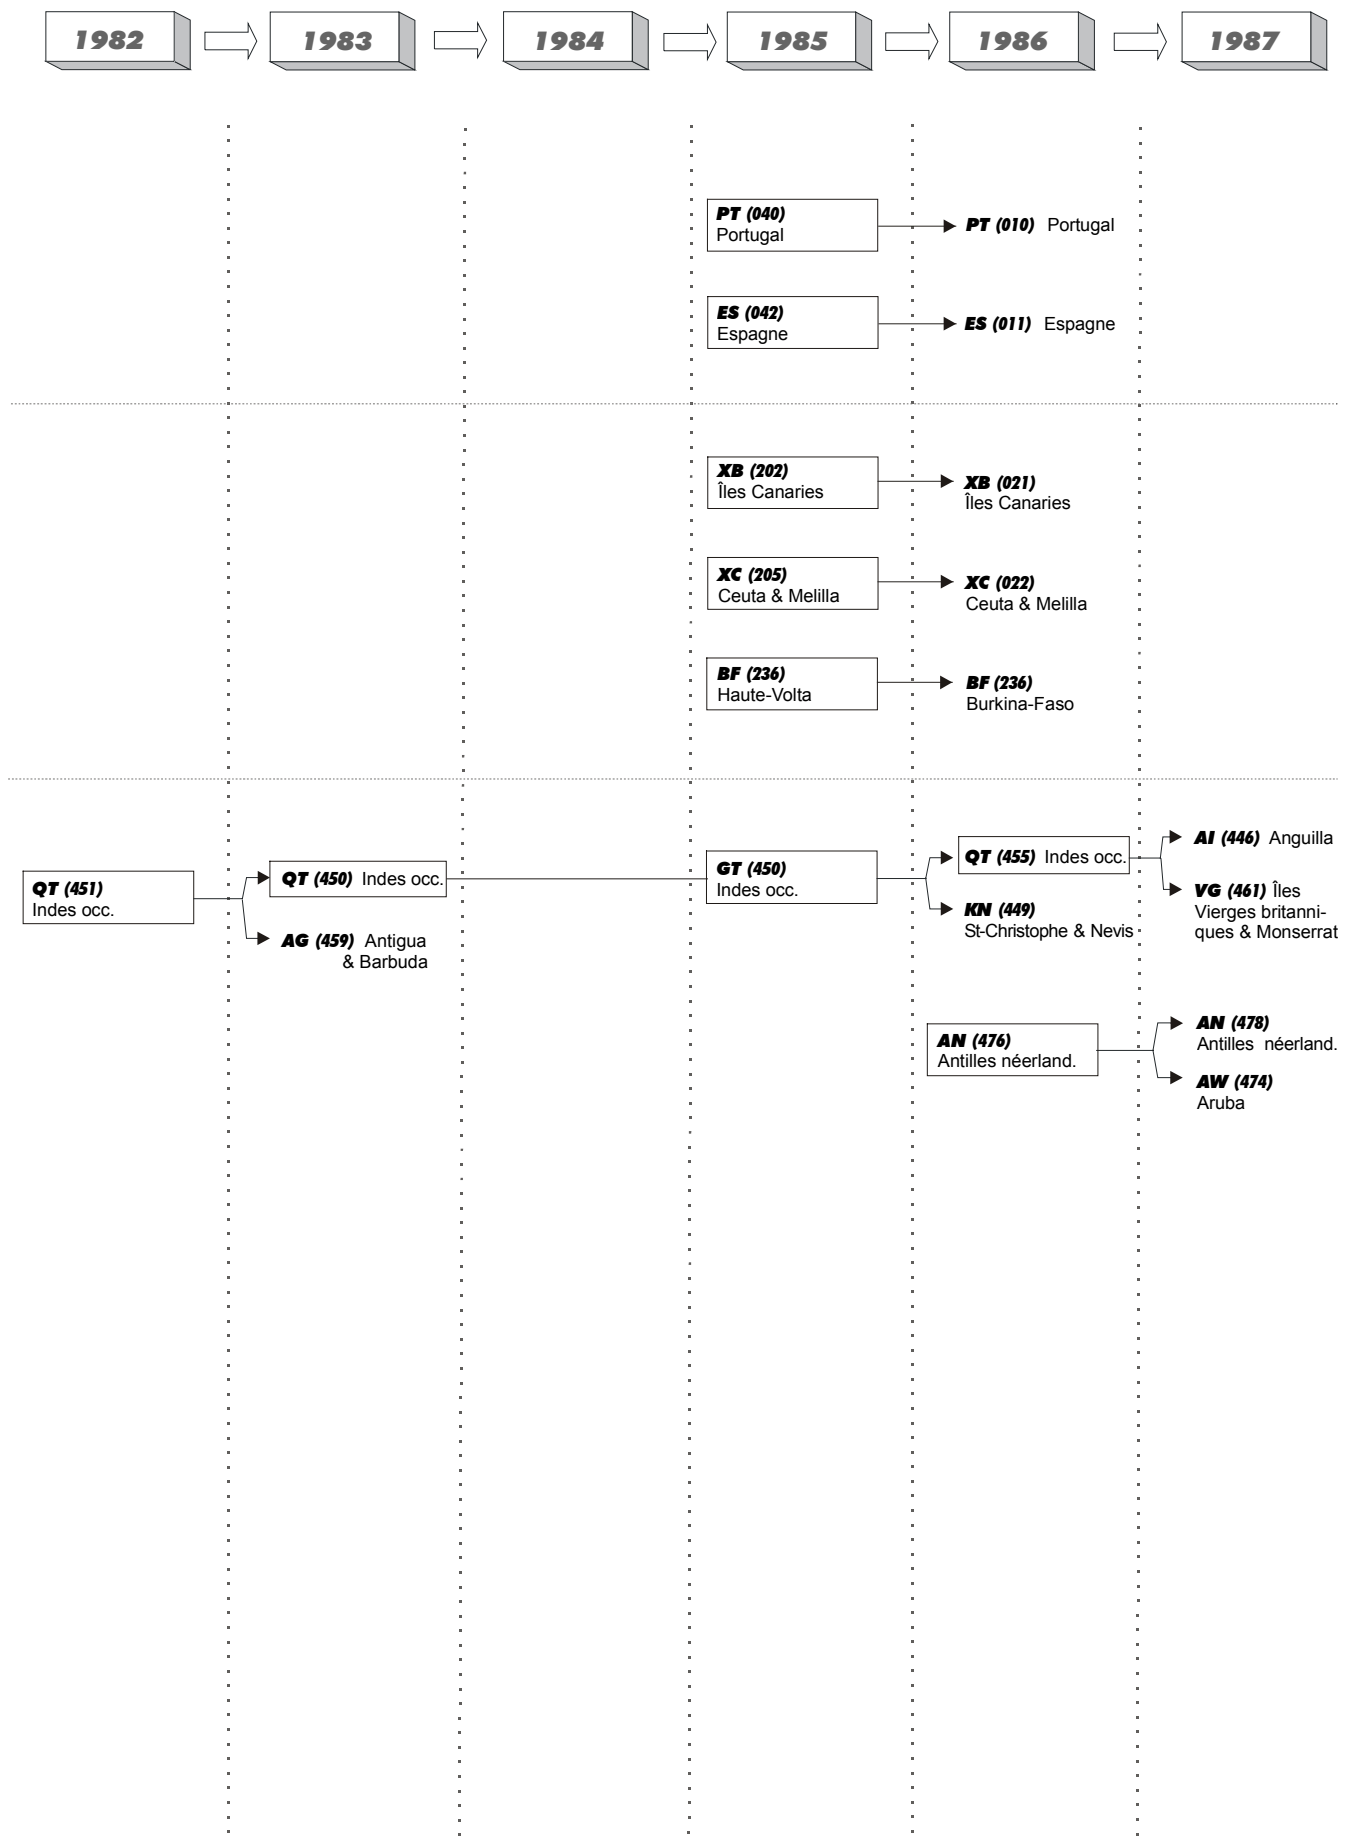 1982
1983
1984
1985
1986
1987
PT (040)
Portugal
PT (010) Portugal
ES (042)
Espagne
ES (011) Espagne
XB (202)
Îles Canaries
XB (021)
Îles Canaries
XC (205)
Ceuta & Melilla
XC (022)
Ceuta & Melilla
BF (236)
Haute-Volta
BF (236)
Burkina-Faso
QT (451)
Indes occ.
QT (450) Indes occ.
AG (459) Antigua
& Barbuda
GT (450)
Indes occ.
QT (455) Indes occ.
KN (449)
St-Christophe & Nevis
AI (446) Anguilla
VG (461) Îles
Vierges britanni-
ques & Monserrat
AN (476)
Antilles néerland.
AN (478)
Antilles néerland.
AW (474)
Aruba